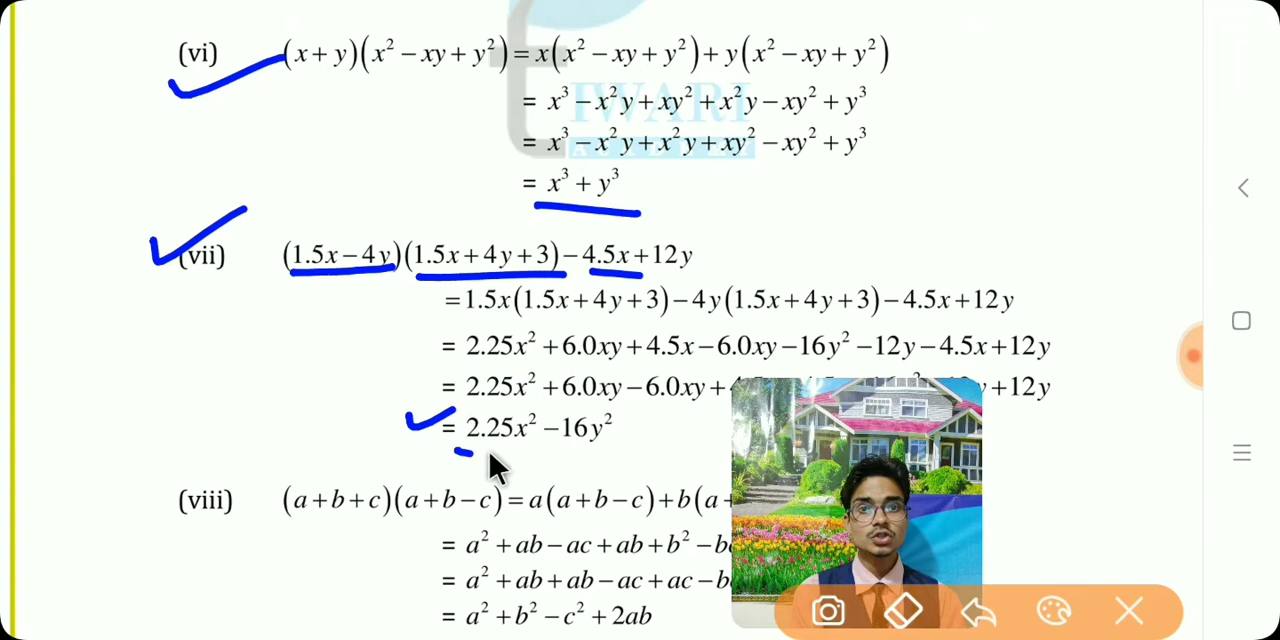 (vi) (x + y)(x² − xy + y²) = x(x² − xy + y²) + y(x² − xy + y²)
= x³ − x²y + xy² + x²y − xy² + y³
= x³ − x²y + x²y + xy² − xy² + y³
= x³ + y³
(vii) (1.5x − 4y)(1.5x + 4y + 3) − 4.5x + 12y
= 1.5x(1.5x + 4y + 3) − 4y(1.5x + 4y + 3) − 4.5x + 12y
= 2.25x² + 6.0xy + 4.5x − 6.0xy − 16y² − 12y − 4.5x + 12y
= 2.25x² + 6.0xy − 6.0xy + y + 12y
= 2.25x² − 16y²
(viii) (a + b + c)(a + b − c) = a(a + b − c) + b(a
= a² + ab − ac + ab + b² − b
= a² + ab + ab − ac + ac − b
= a² + b² − c² + 2ab
IWARI